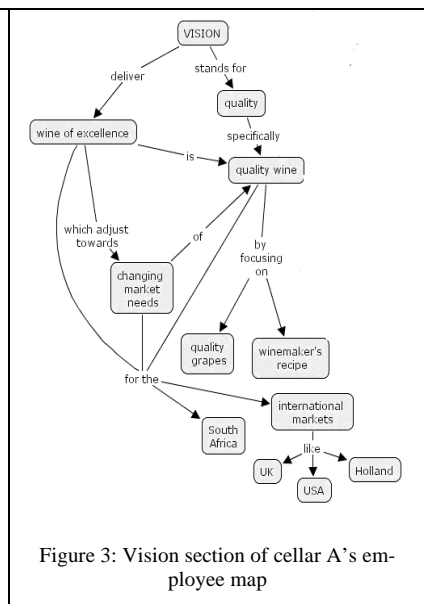 VISION
deliver
stands for
quality
wine of excellence
specifically
is
quality wine
which adjust
towards
of
by
focusing
on
changing
market
needs
quality
grapes
winemaker's
recipe
for the
international
markets
South
Africa
like
UK
Holland
USA
Figure 3: Vision section of cellar A's em-
ployee map